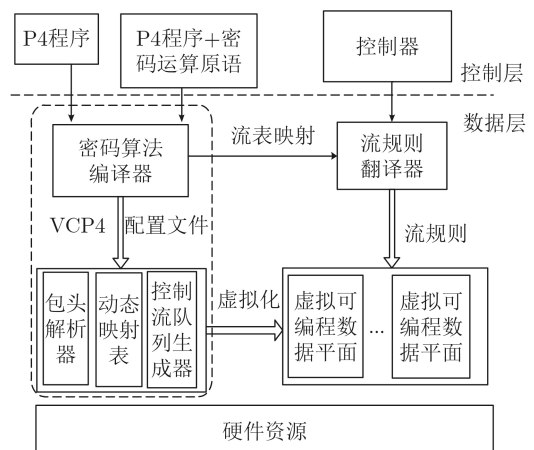 P4程序
P4程序+密
码运算原语
控制器
控制层
数据层
密码算法
编译器
流表映射
流规则
翻译器
VCP4
配置文件
流规则
包头
解析
器
动态
映射
表
控制
流队
列生
成器
虚拟化
虚拟可
编程数
据平面
...
虚拟可
编程数
据平面
硬件资源